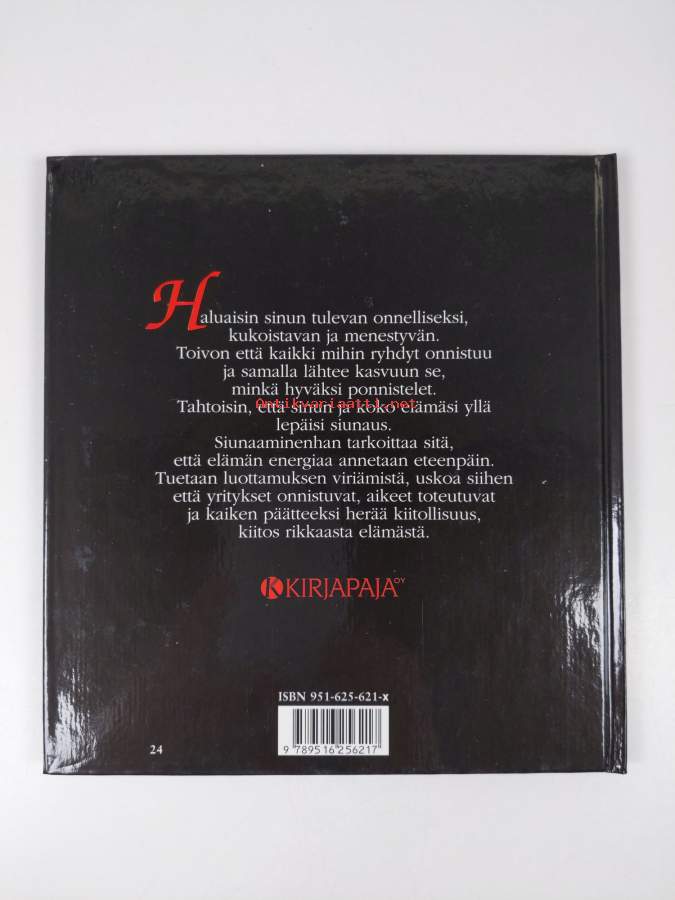 Haluaisin sinun tulevan onnelliseksi,
kukoistavan ja menestyvän.
Toivon että kaikki mihin ryhdyt onnistuu
ja samalla lähtee kasvuun se,
minkä hyväksi ponnistelet.
Antikvariaatti.net
Tahtoisin, että sinun ja koko elämäsi yllä
lepäisi siunaus.
Siunaaminenhan tarkoittaa sitä,
että elämän energiaa annetaan eteenpäin.
Tuetaan luottamuksen viriämistä, uskoa siihen
että yritykset onnistuvat, aikeet toteutuvat
ja kaiken päätteeksi herää kiitollisuus,
kiitos rikkaasta elämästä.
K KIRJAPAJA OY
ISBN 951-625-621-x
9 789516 256217
24